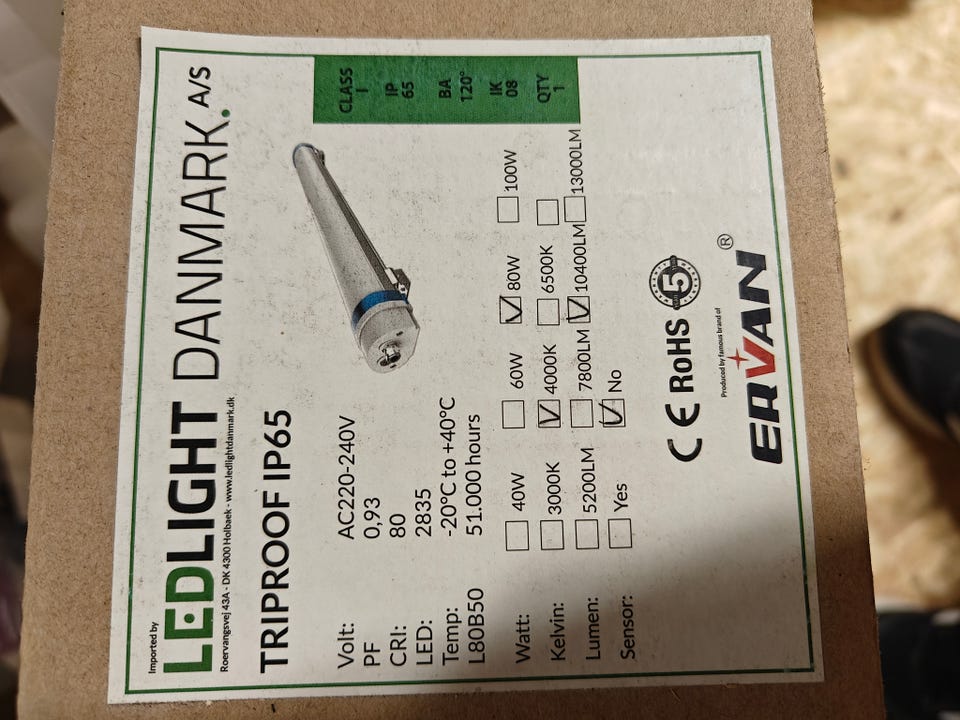 Imported by
LEDLIGHT DANMARK. A/S
Roervangsvej 43A - DK 4300 Holbaek - www.ledlightdanmark.dk
TRIPROOF IP65
CLASS I
IP 65
BA 120°
IK 08
QTY 1
Volt: AC220-240V
PF 0,93
CRI: 80
LED: 2835
Temp: -20°C to +40°C
L80B50 51.000 hours
Watt: ☐ 40W ☐ 60W ☑ 80W ☐ 100W
Kelvin: ☐ 3000K ☑ 4000K ☐ 6500K ☐
Lumen: ☐ 5200LM ☐ 7800LM ☑ 10400LM ☐ 13000LM
Sensor: ☐ Yes ☑ No
CE RoHS 5
Produced by famous brand of
ERVAN ®